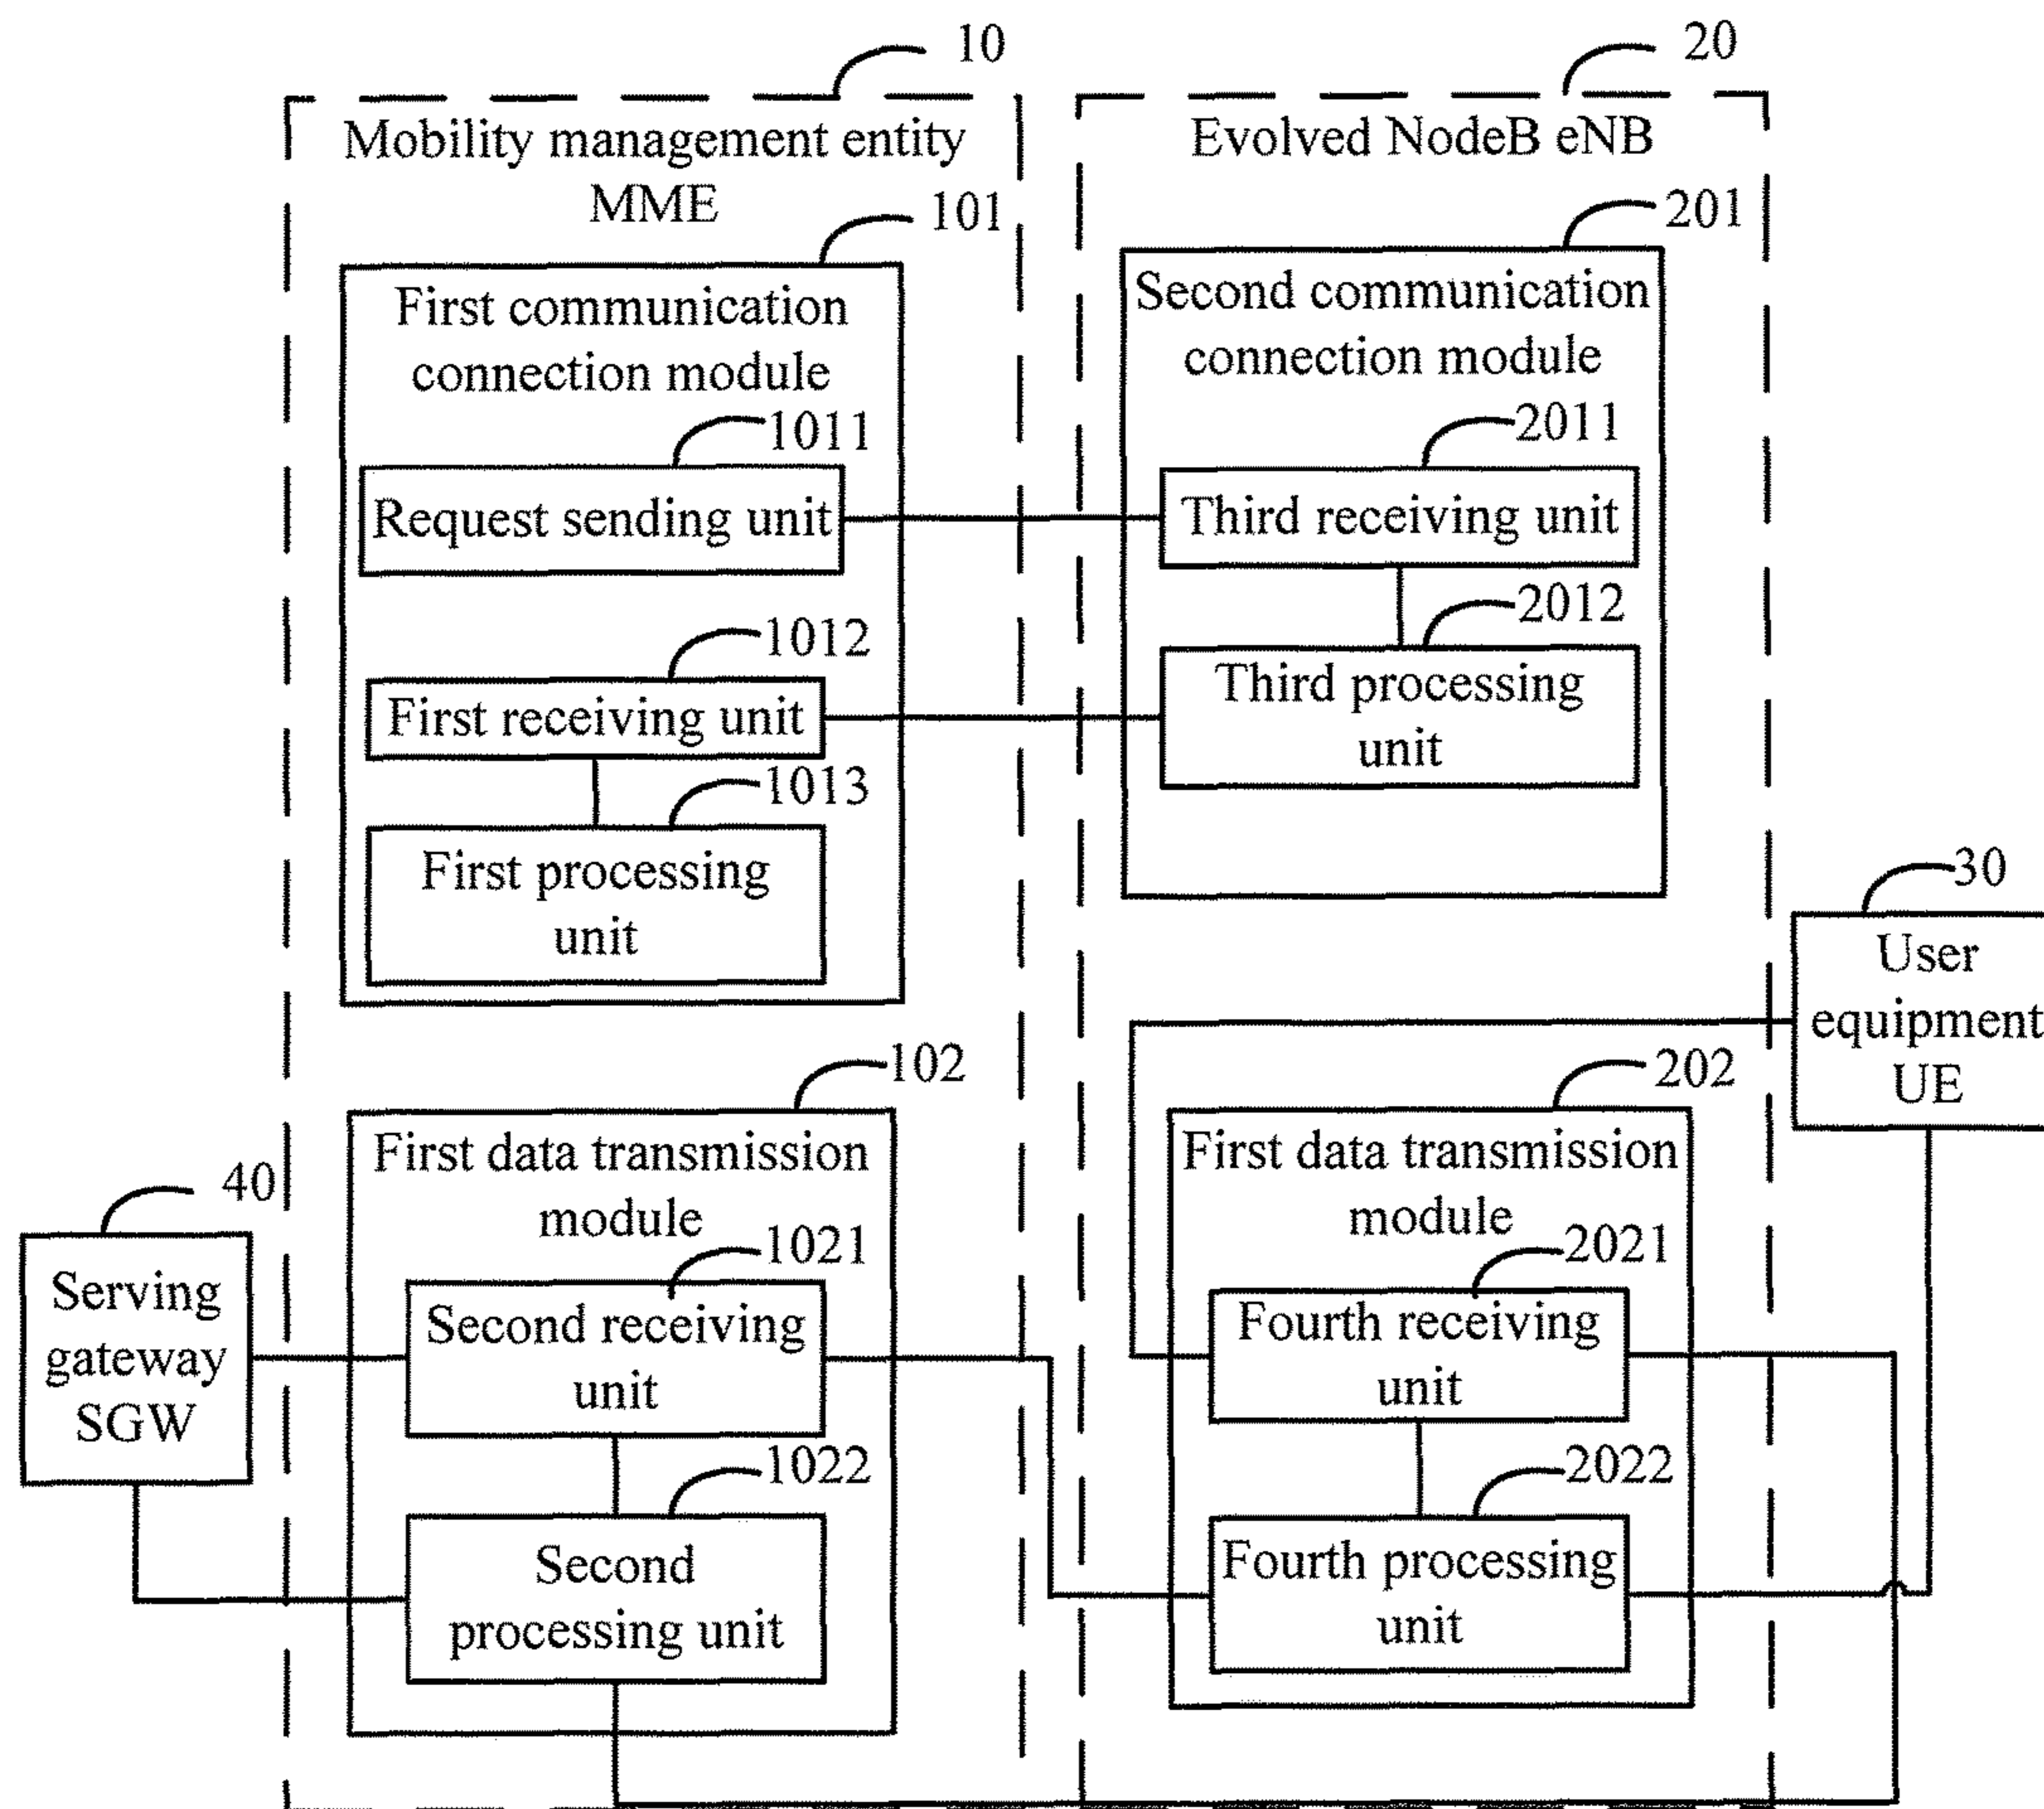 10
20
Mobility management entity
MME
Evolved NodeB eNB
101
201
First communication
connection module
Second communication
connection module
1011
2011
Request sending unit
Third receiving unit
1012
2012
First receiving unit
Third processing
unit
1013
First processing
unit
30
User
equipment
UE
102
202
First data transmission
module
First data transmission
module
40
Serving
gateway
SGW
1021
2021
Second receiving
unit
Fourth receiving
unit
1022
2022
Second
processing unit
Fourth processing
unit